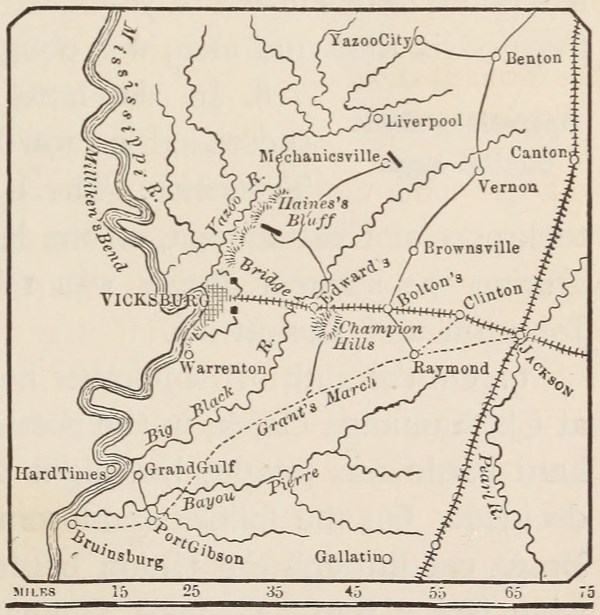 Mississippi R.
YazooCity
Benton
Liverpool
Milliken's Bend
Mechanicsville
Canton
Vernon
Yazoo R.
Haines's
Bluff
Brownsville
Bridge
Edward's
Bolton's
Clinton
VICKSBURG
Champion
Hills
Warrenton
Raymond
JACKSON
Big Black R.
Grant's March
HardTimes
GrandGulf
Bayou Pierre
Pearl R.
Bruinsburg
PortGibson
Gallatin
MILES 15 25 35 45 55 65 75